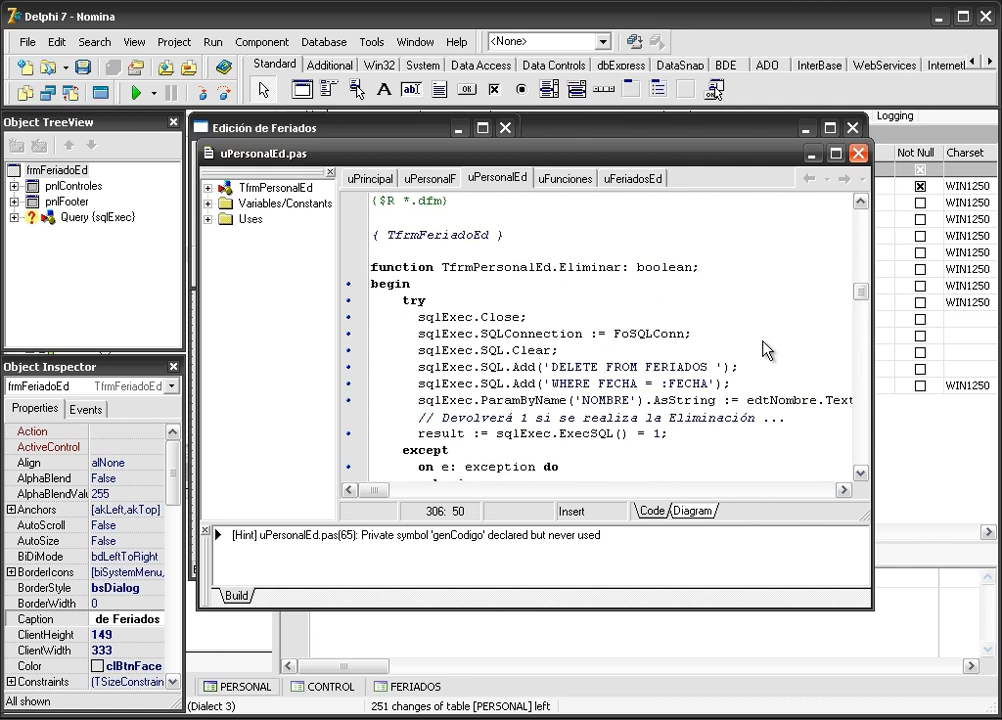 Delphi 7 - Nomina
File Edit Search View Project Run Component Database Tools Window Help <None>
Standard Additional Win32 System Data Access Data Controls dbExpress DataSnap BDE ADO InterBase WebServices InternetE
Object TreeView
frmFeriadoEd
pnlControles
pnlFooter
Query {sqlExec}
Edición de Feriados
Logging
Not Null Charset
WIN1250
WIN1250
WIN1250
WIN1250
WIN1250
WIN1250
WIN1250
WIN1250
WIN1250
uPersonalEd.pas
TfrmPersonalEd
Variables/Constants
Uses
uPrincipal uPersonalF uPersonalEd uFunciones uFeriadosEd
{$R *.dfm}
{ TfrmFeriadoEd }
function TfrmPersonalEd.Eliminar: boolean;
begin
try
sqlExec.Close;
sqlExec.SQLConnection := FoSQLConn;
sqlExec.SQL.Clear;
sqlExec.SQL.Add('DELETE FROM FERIADOS ');
sqlExec.SQL.Add('WHERE FECHA = :FECHA');
sqlExec.ParamByName('NOMBRE').AsString := edtNombre.Text
// Devolverá 1 si se realiza la Eliminación ...
result := sqlExec.ExecSQL() = 1;
except
on e: exception do
306: 50 Insert Code Diagram
[Hint] uPersonalEd.pas(65): Private symbol 'genCodigo' declared but never used
Build
Object Inspector
frmFeriadoEd TfrmFeriadoEd
Properties Events
Action
ActiveControl
Align alNone
AlphaBlend False
AlphaBlendValu 255
Anchors [akLeft,akTop]
AutoScroll False
AutoSize False
BiDiMode bdLeftToRight
BorderIcons [biSystemMenu,
BorderStyle bsDialog
BorderWidth 0
Caption de Feriados
ClientHeight 149
ClientWidth 333
Color clBtnFace
Constraints (TSizeConstrain
All shown
PERSONAL CONTROL FERIADOS
(Dialect 3) 251 changes of table [PERSONAL] left